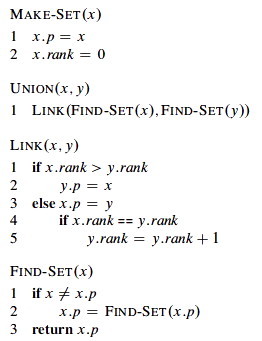 MAKE-SET(x)
1 x.p = x
2 x.rank = 0
UNION(x, y)
1 LINK(FIND-SET(x), FIND-SET(y))
LINK(x, y)
1 if x.rank > y.rank
2 y.p = x
3 else x.p = y
4 if x.rank == y.rank
5 y.rank = y.rank + 1
FIND-SET(x)
1 if x ≠ x.p
2 x.p = FIND-SET(x.p)
3 return x.p